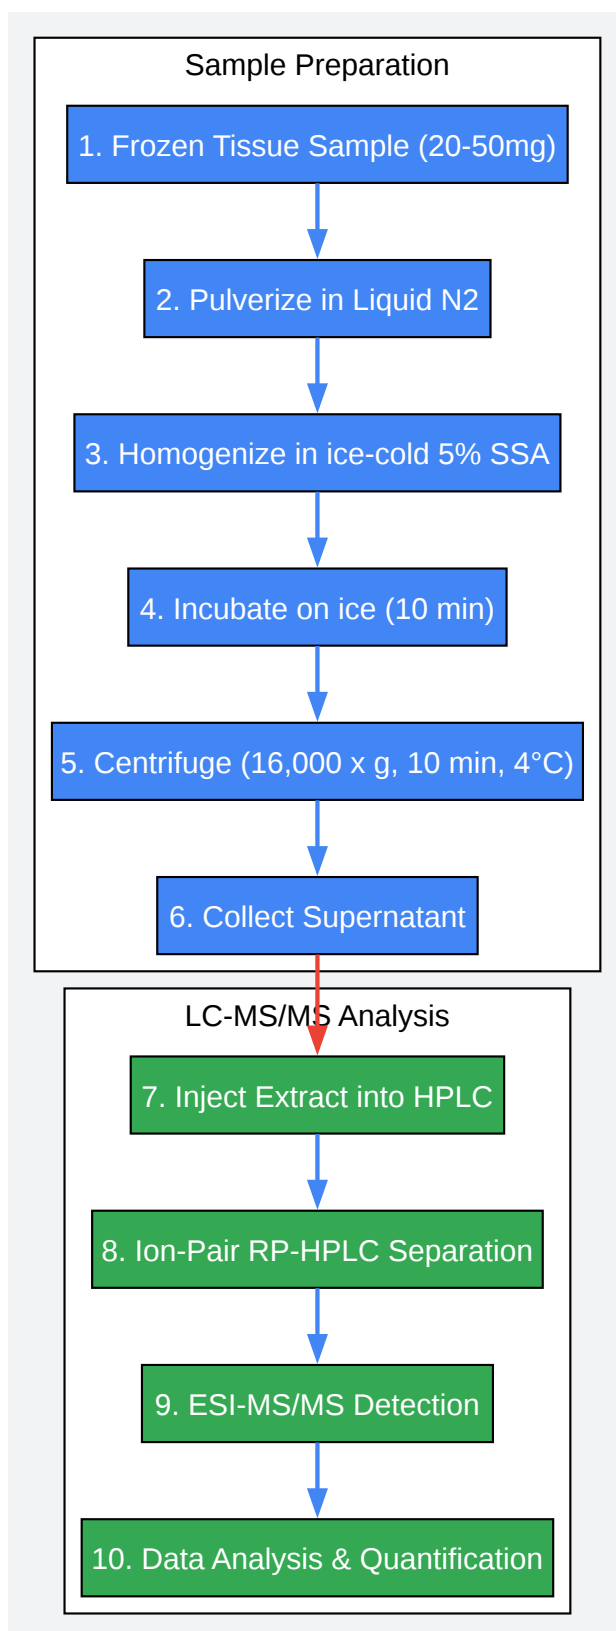 Sample Preparation
1. Frozen Tissue Sample (20-50mg)
2. Pulverize in Liquid N2
3. Homogenize in ice-cold 5% SSA
4. Incubate on ice (10 min)
5. Centrifuge (16,000 x g, 10 min, 4°C)
6. Collect Supernatant
LC-MS/MS Analysis
7. Inject Extract into HPLC
8. Ion-Pair RP-HPLC Separation
9. ESI-MS/MS Detection
10. Data Analysis & Quantification